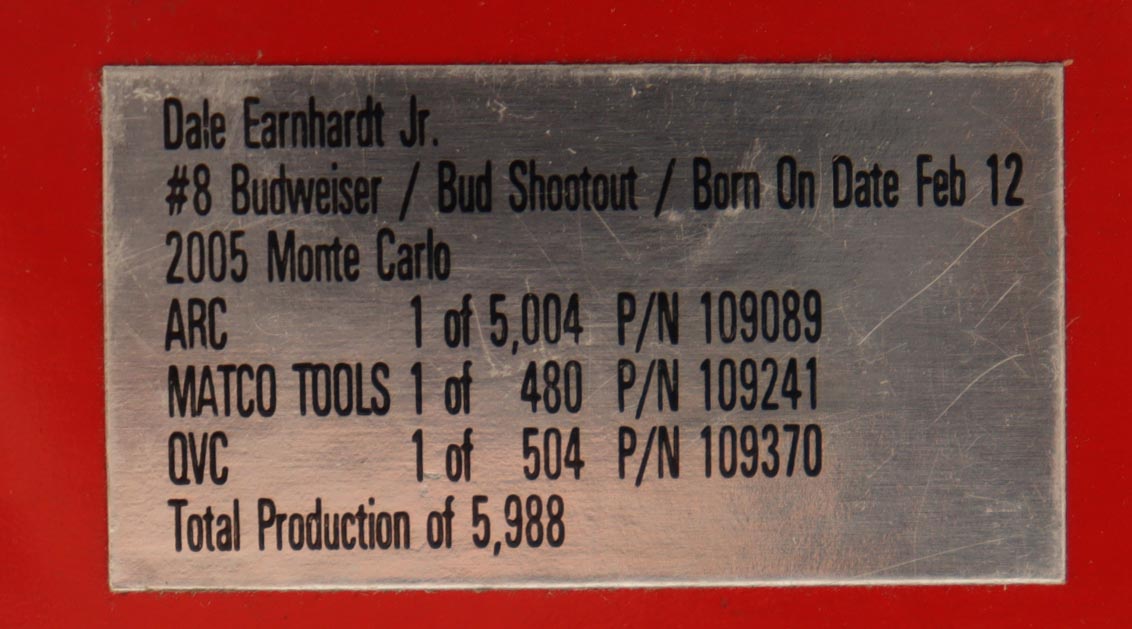 Dale Earnhardt Jr.
#8 Budweiser / Bud Shootout / Born On Date Feb 12
2005 Monte Carlo
ARC 1 of 5,004 P/N 109089
MATCO TOOLS 1 of 480 P/N 109241
QVC 1 of 504 P/N 109370
Total Production of 5,988